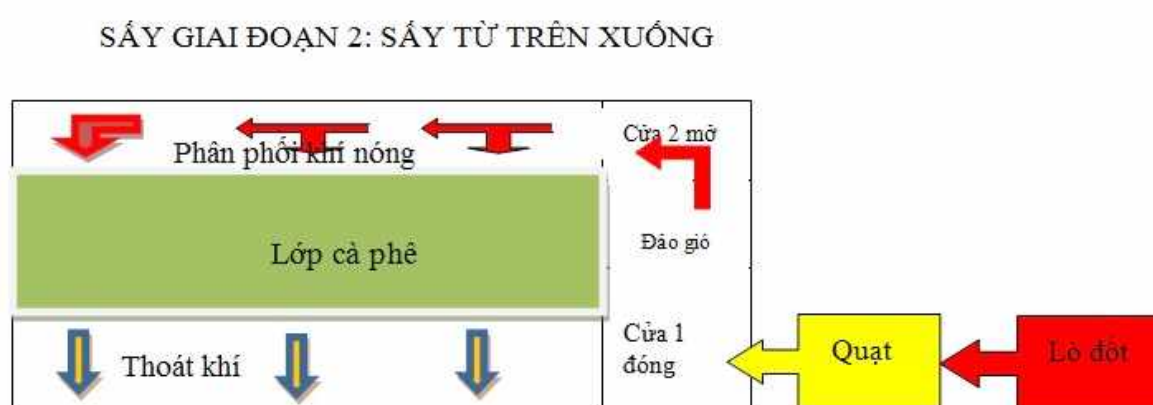 SẤY GIAI ĐOẠN 2: SẤY TỪ TRÊN XUỐNG
Cửa 2 mở
Phân phối khí nóng
Đảo gió
Lớp cà phê
Cửa 1
đóng
Thoát khí
Quạt
Lò đốt